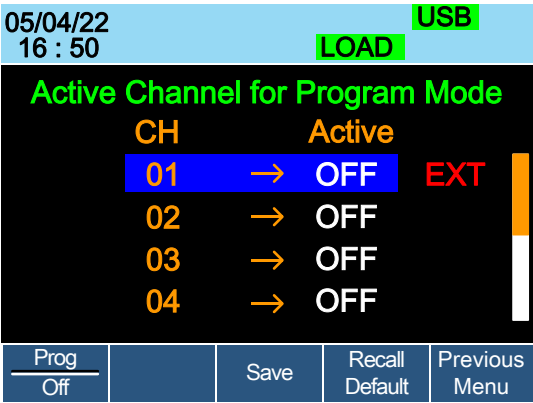 05/04/22 USB
16 : 50 LOAD
Active Channel for Program Mode
CH Active
01 → OFF EXT
02 → OFF
03 → OFF
04 → OFF
Prog Save Recall Previous
Off Default Menu